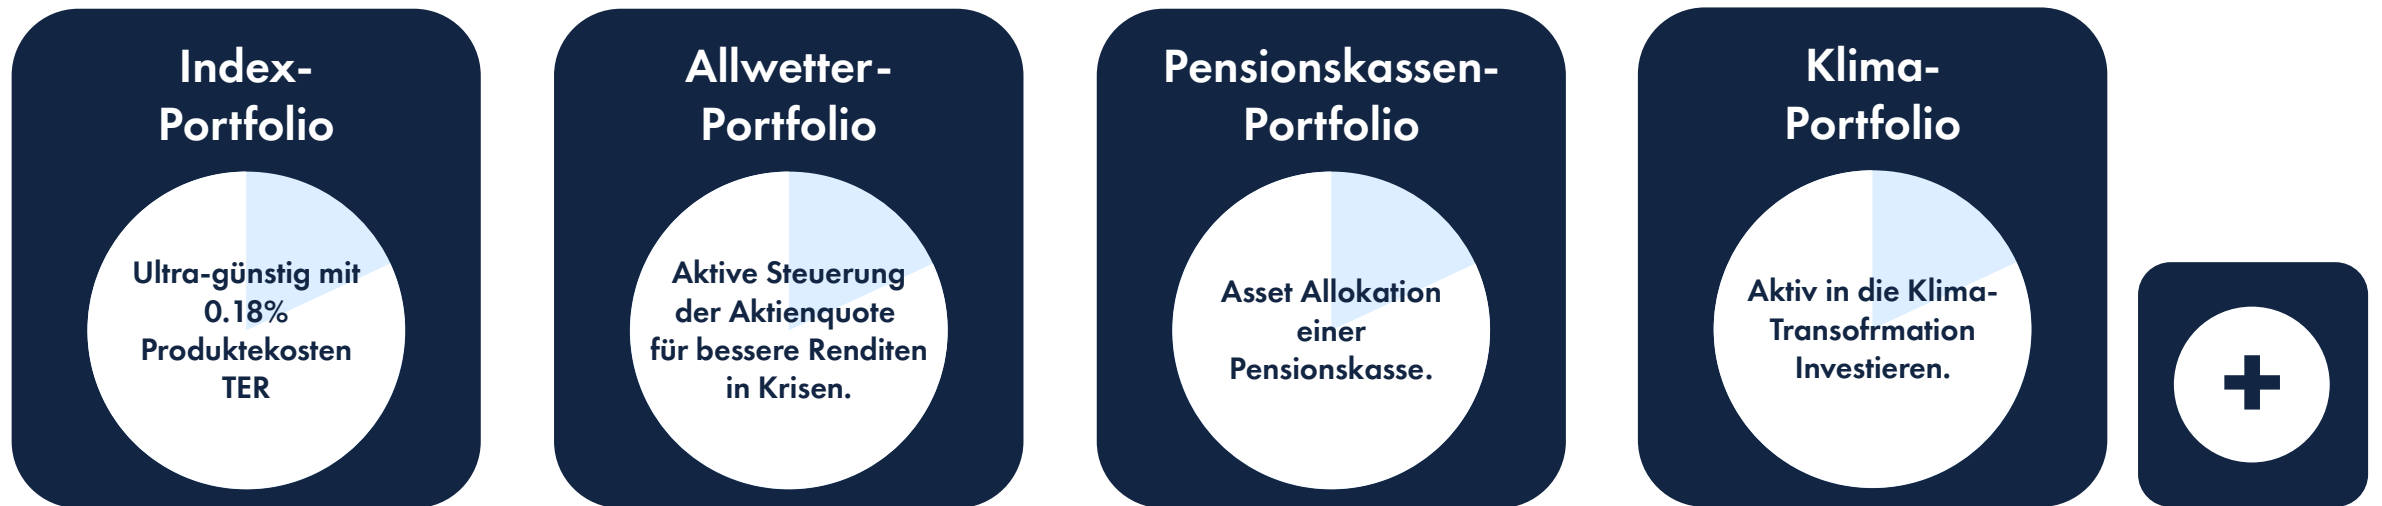 Index-
Portfolio
Ultra-günstig mit
0.18%
Produktekosten
TER
Allwetter-
Portfolio
Aktive Steuerung
der Aktienquote
für bessere Renditen
in Krisen.
Pensionskassen-
Portfolio
Asset Allokation
einer
Pensionskasse.
Klima-
Portfolio
Aktiv in die Klima-
Transofrmation
Investieren.
+